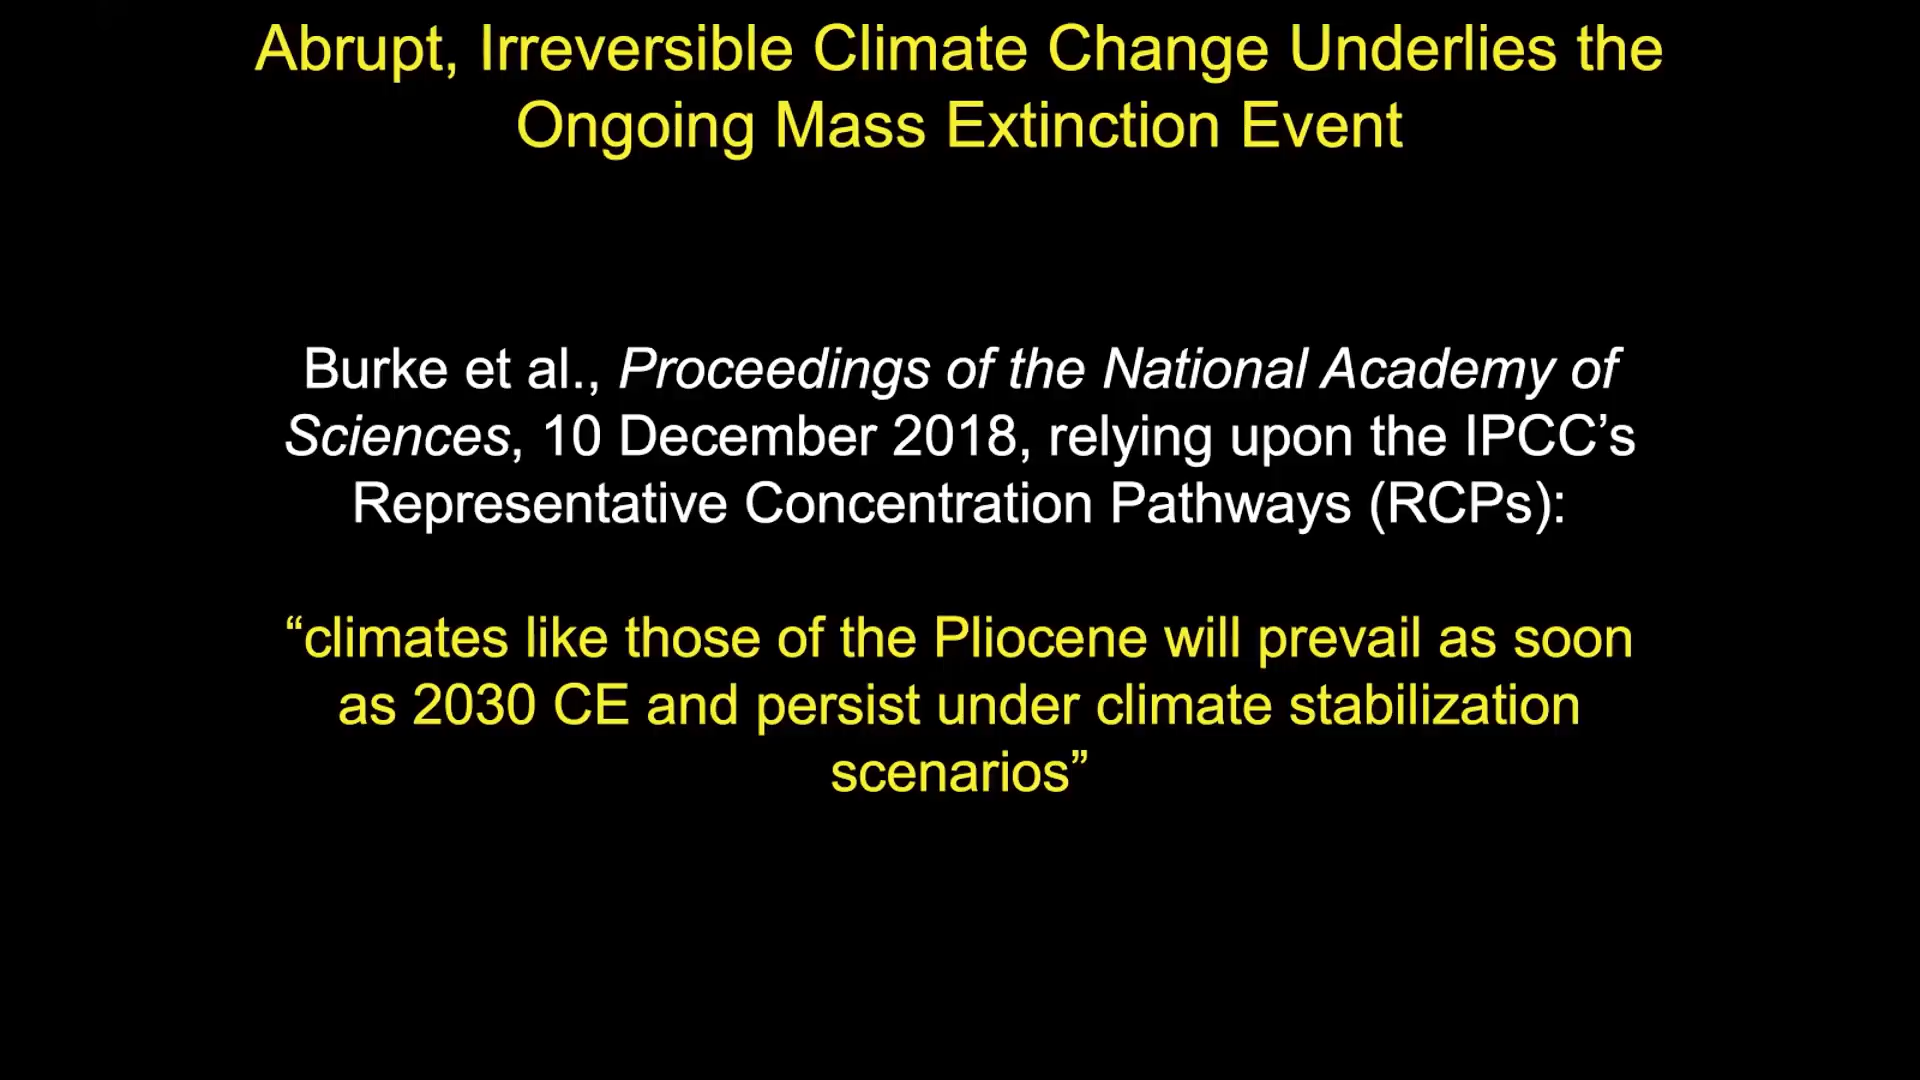 Abrupt, Irreversible Climate Change Underlies the
Ongoing Mass Extinction Event
Burke et al., Proceedings of the National Academy of
Sciences, 10 December 2018, relying upon the IPCC’s
Representative Concentration Pathways (RCPs):
“climates like those of the Pliocene will prevail as soon
as 2030 CE and persist under climate stabilization
scenarios”